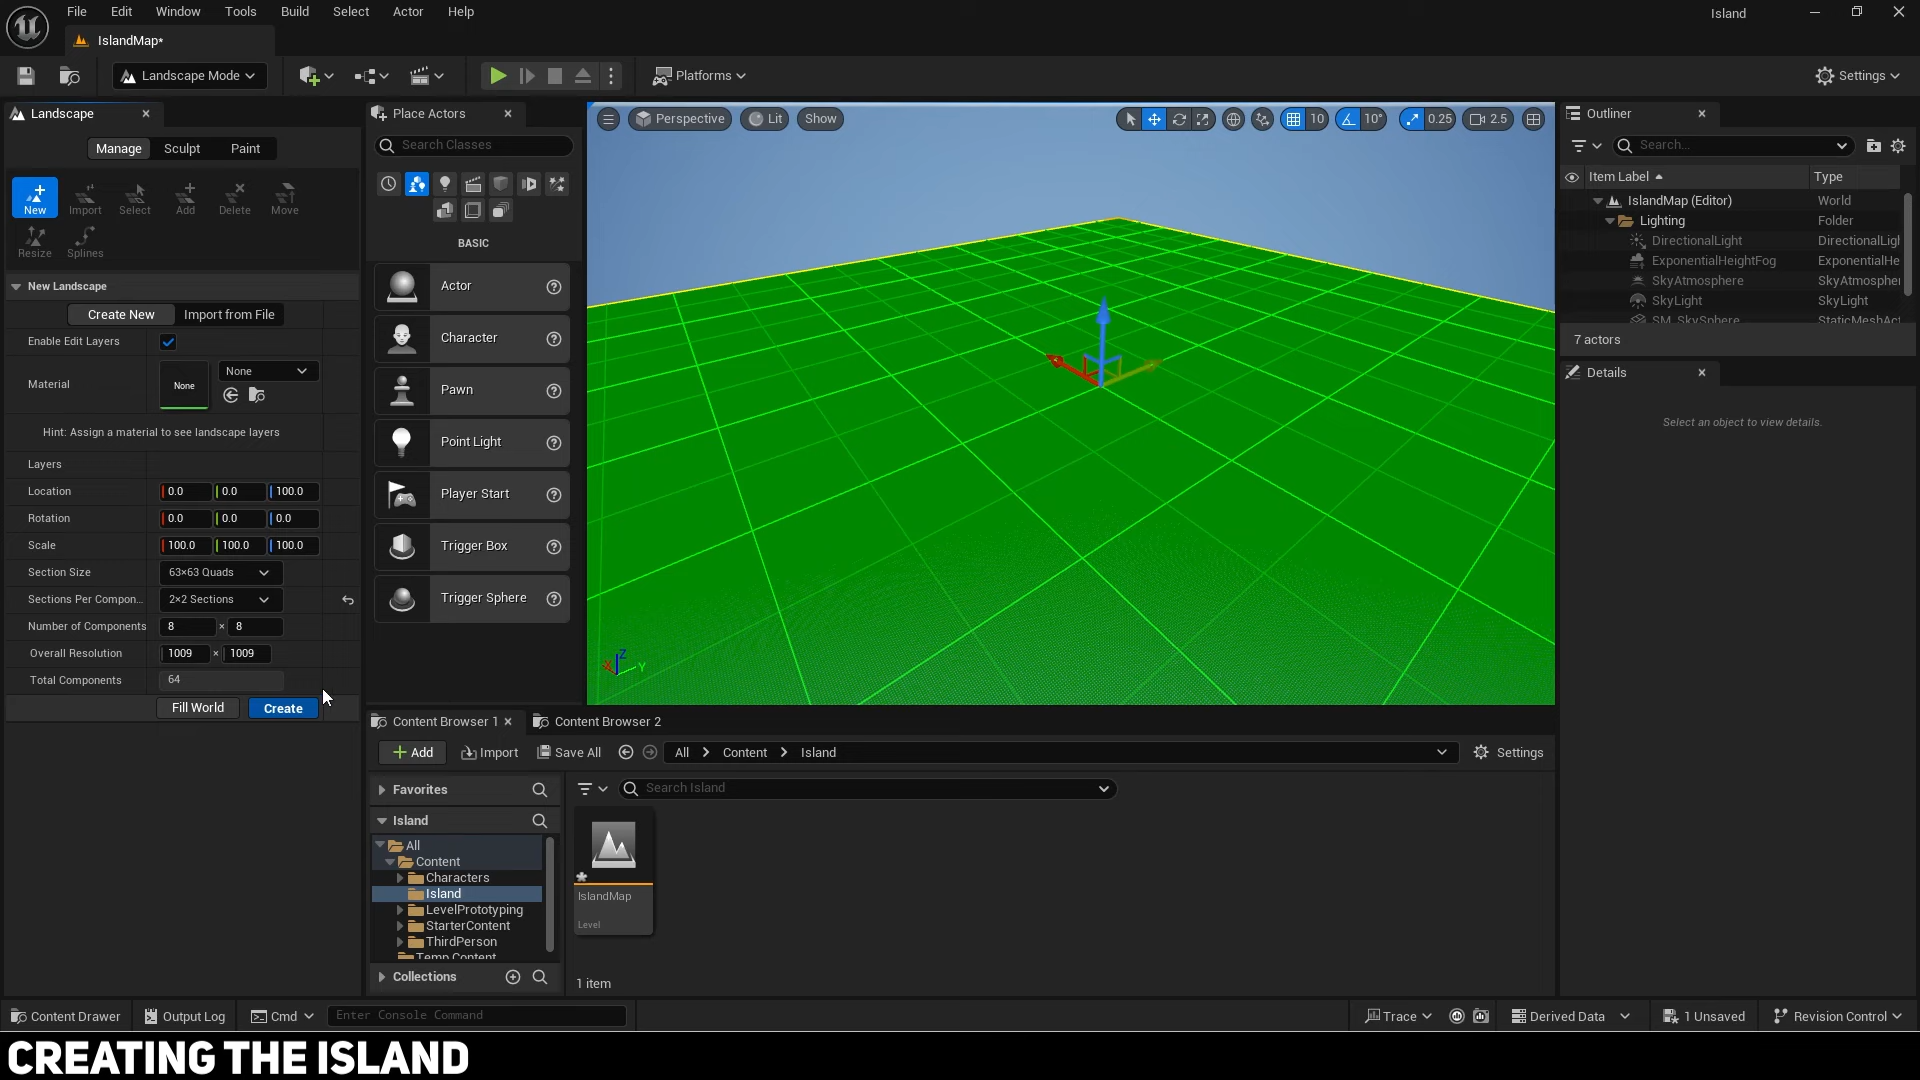 File Edit Window Tools Build Select Actor Help
Island
IslandMap*
Landscape Mode
Platforms
Settings
Landscape
Manage Sculpt Paint
New Import Select Add Delete Move
Resize Splines
New Landscape
Create New Import from File
Enable Edit Layers
Material
None
None
Hint: Assign a material to see landscape layers
Layers
Location 0.0 0.0 100.0
Rotation 0.0 0.0 0.0
Scale 100.0 100.0 100.0
Section Size 63×63 Quads
Sections Per Compon... 2×2 Sections
Number of Components 8 × 8
Overall Resolution 1009 × 1009
Total Components 64
Fill World Create
Place Actors
Search Classes
BASIC
Actor
Character
Pawn
Point Light
Player Start
Trigger Box
Trigger Sphere
Perspective Lit Show
10 10° 0.25 2.5
X Z Y
Outliner
Search...
Item Label Type
IslandMap (Editor) World
Lighting Folder
DirectionalLight DirectionalLigh
ExponentialHeightFog ExponentialHe
SkyAtmosphere SkyAtmospher
SkyLight SkyLight
SM_SkySphere StaticMeshAct
7 actors
Details
Select an object to view details.
Content Browser 1 Content Browser 2
Add Import Save All All Content Island Settings
Favorites
Search Island
Island
All
Content
Characters
Island
LevelPrototyping
StarterContent
ThirdPerson
Temp Content
Collections
IslandMap
Level
1 item
Content Drawer Output Log Cmd Enter Console Command
Trace Derived Data 1 Unsaved Revision Control
CREATING THE ISLAND